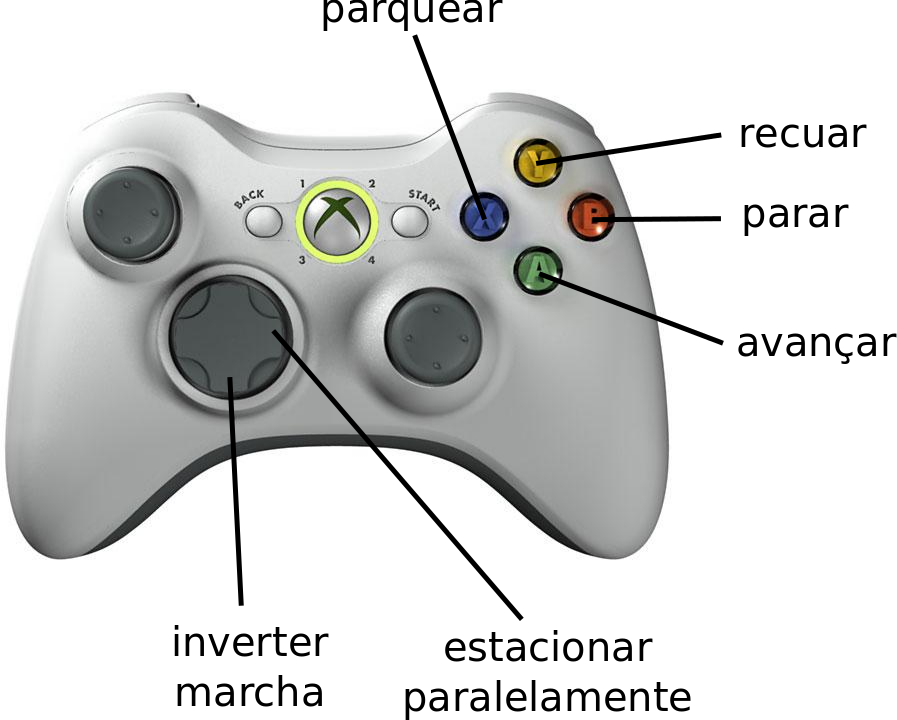 parquear
recuar
parar
avançar
BACK
START
1
2
3
4
Y
X
B
A
inverter
marcha
estacionar
paralelamente